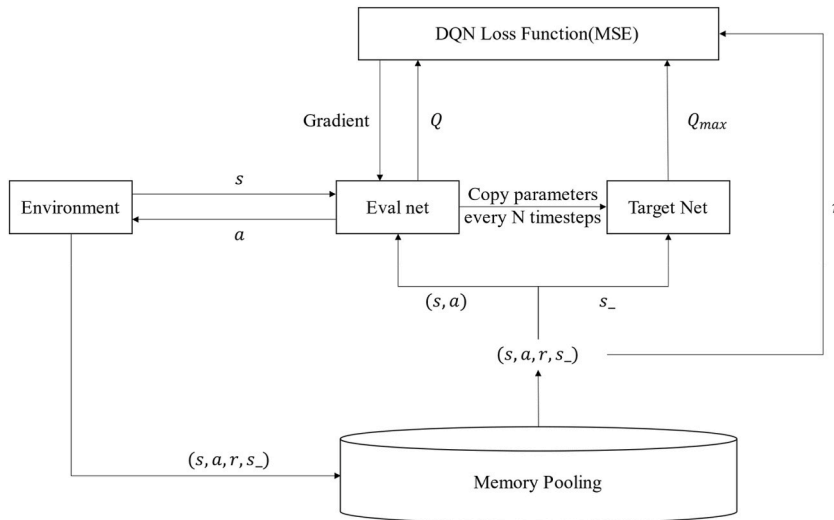 DQN Loss Function(MSE)
Gradient
Q
Q_max
Environment
s
a
Eval net
Copy parameters
every N timesteps
Target Net
(s, a)
s_
(s, a, r, s_)
(s, a, r, s_)
Memory Pooling